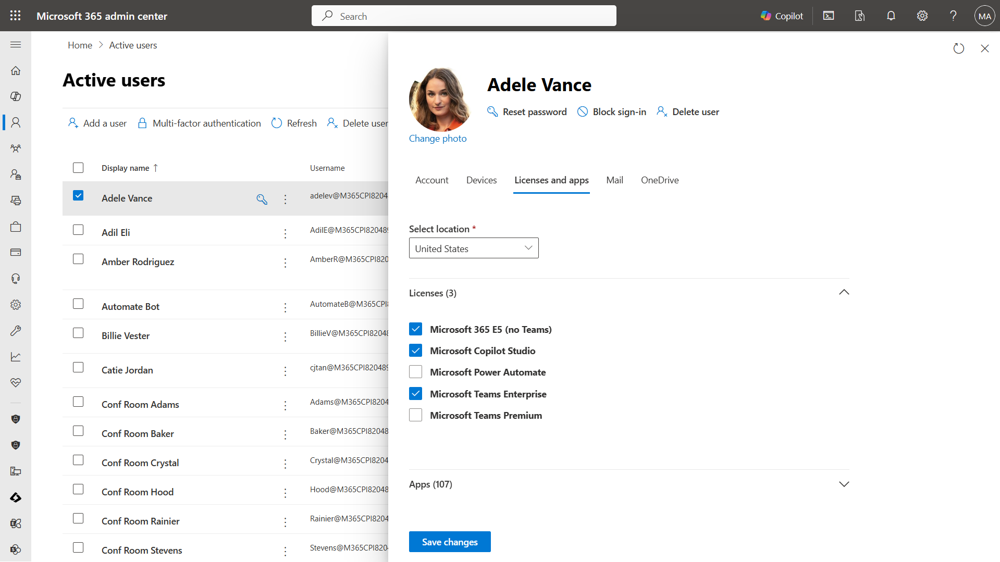 Microsoft 365 admin center
Search
Copilot
MA
Home
Active users
Active users
Add a user
Multi-factor authentication
Refresh
Delete user
Display name ↑
Username
Adele Vance
adelev@M365CPI8204
Adil Eli
AdilE@M365CPI82048
Amber Rodriguez
AmberR@M365CPI820
Automate Bot
AutomateB@M365CPI
Billie Vester
BillieV@M365CPI8204
Catie Jordan
cjtan@M365CPI82048
Conf Room Adams
Adams@M365CPI8204
Conf Room Baker
Baker@M365CPI82048
Conf Room Crystal
Crystal@M365CPI8204
Conf Room Hood
Hood@M365CPI82048
Conf Room Rainier
Rainier@M365CPI8204
Conf Room Stevens
Stevens@M365CPI820
Adele Vance
Reset password
Block sign-in
Delete user
Change photo
Account
Devices
Licenses and apps
Mail
OneDrive
Select location *
United States
Licenses (3)
Microsoft 365 E5 (no Teams)
Microsoft Copilot Studio
Microsoft Power Automate
Microsoft Teams Enterprise
Microsoft Teams Premium
Apps (107)
Save changes